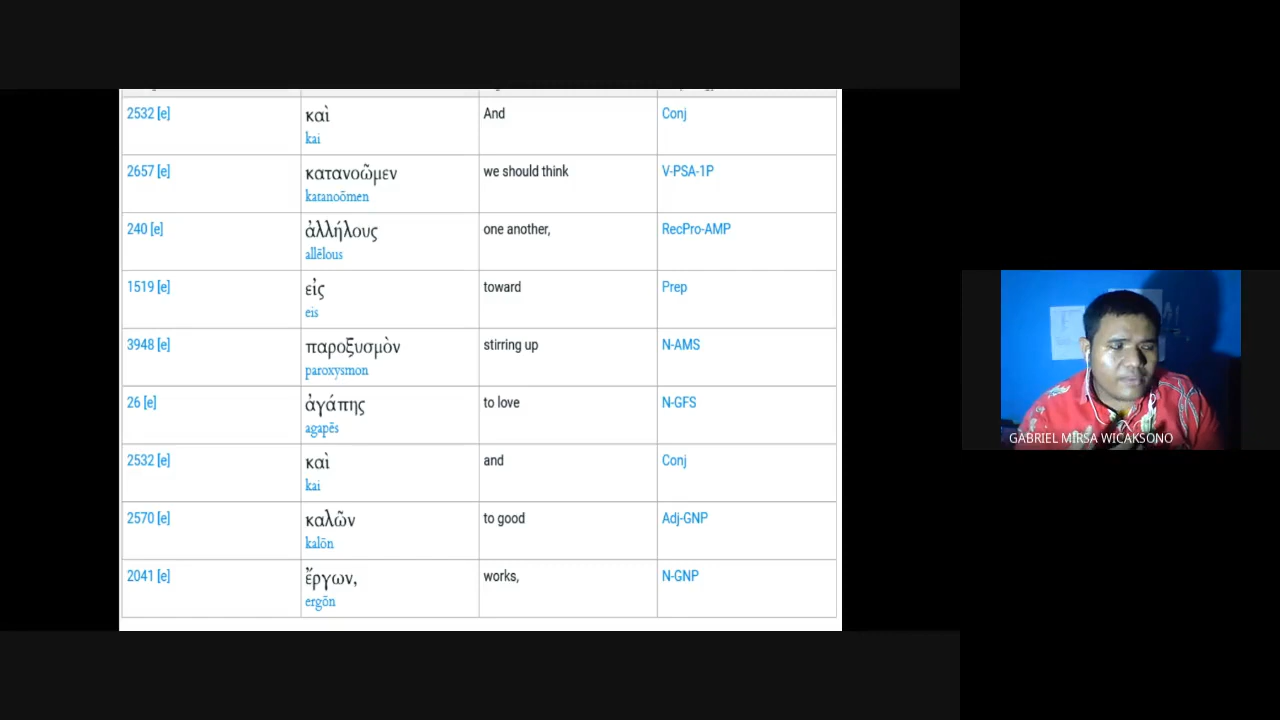 2532 [e] καὶ And Conj
kai
2657 [e] κατανοῶμεν we should think V-PSA-1P
katanoōmen
240 [e] ἀλλήλους one another, RecPro-AMP
allēlous
1519 [e] εἰς toward Prep
eis
3948 [e] παροξυσμὸν stirring up N-AMS
paroxysmon
26 [e] ἀγάπης to love N-GFS
agapēs
2532 [e] καὶ and Conj
kai
2570 [e] καλῶν to good Adj-GNP
kalōn
2041 [e] ἔργων, works, N-GNP
ergōn
GABRIEL MIRSA WICAKSONO